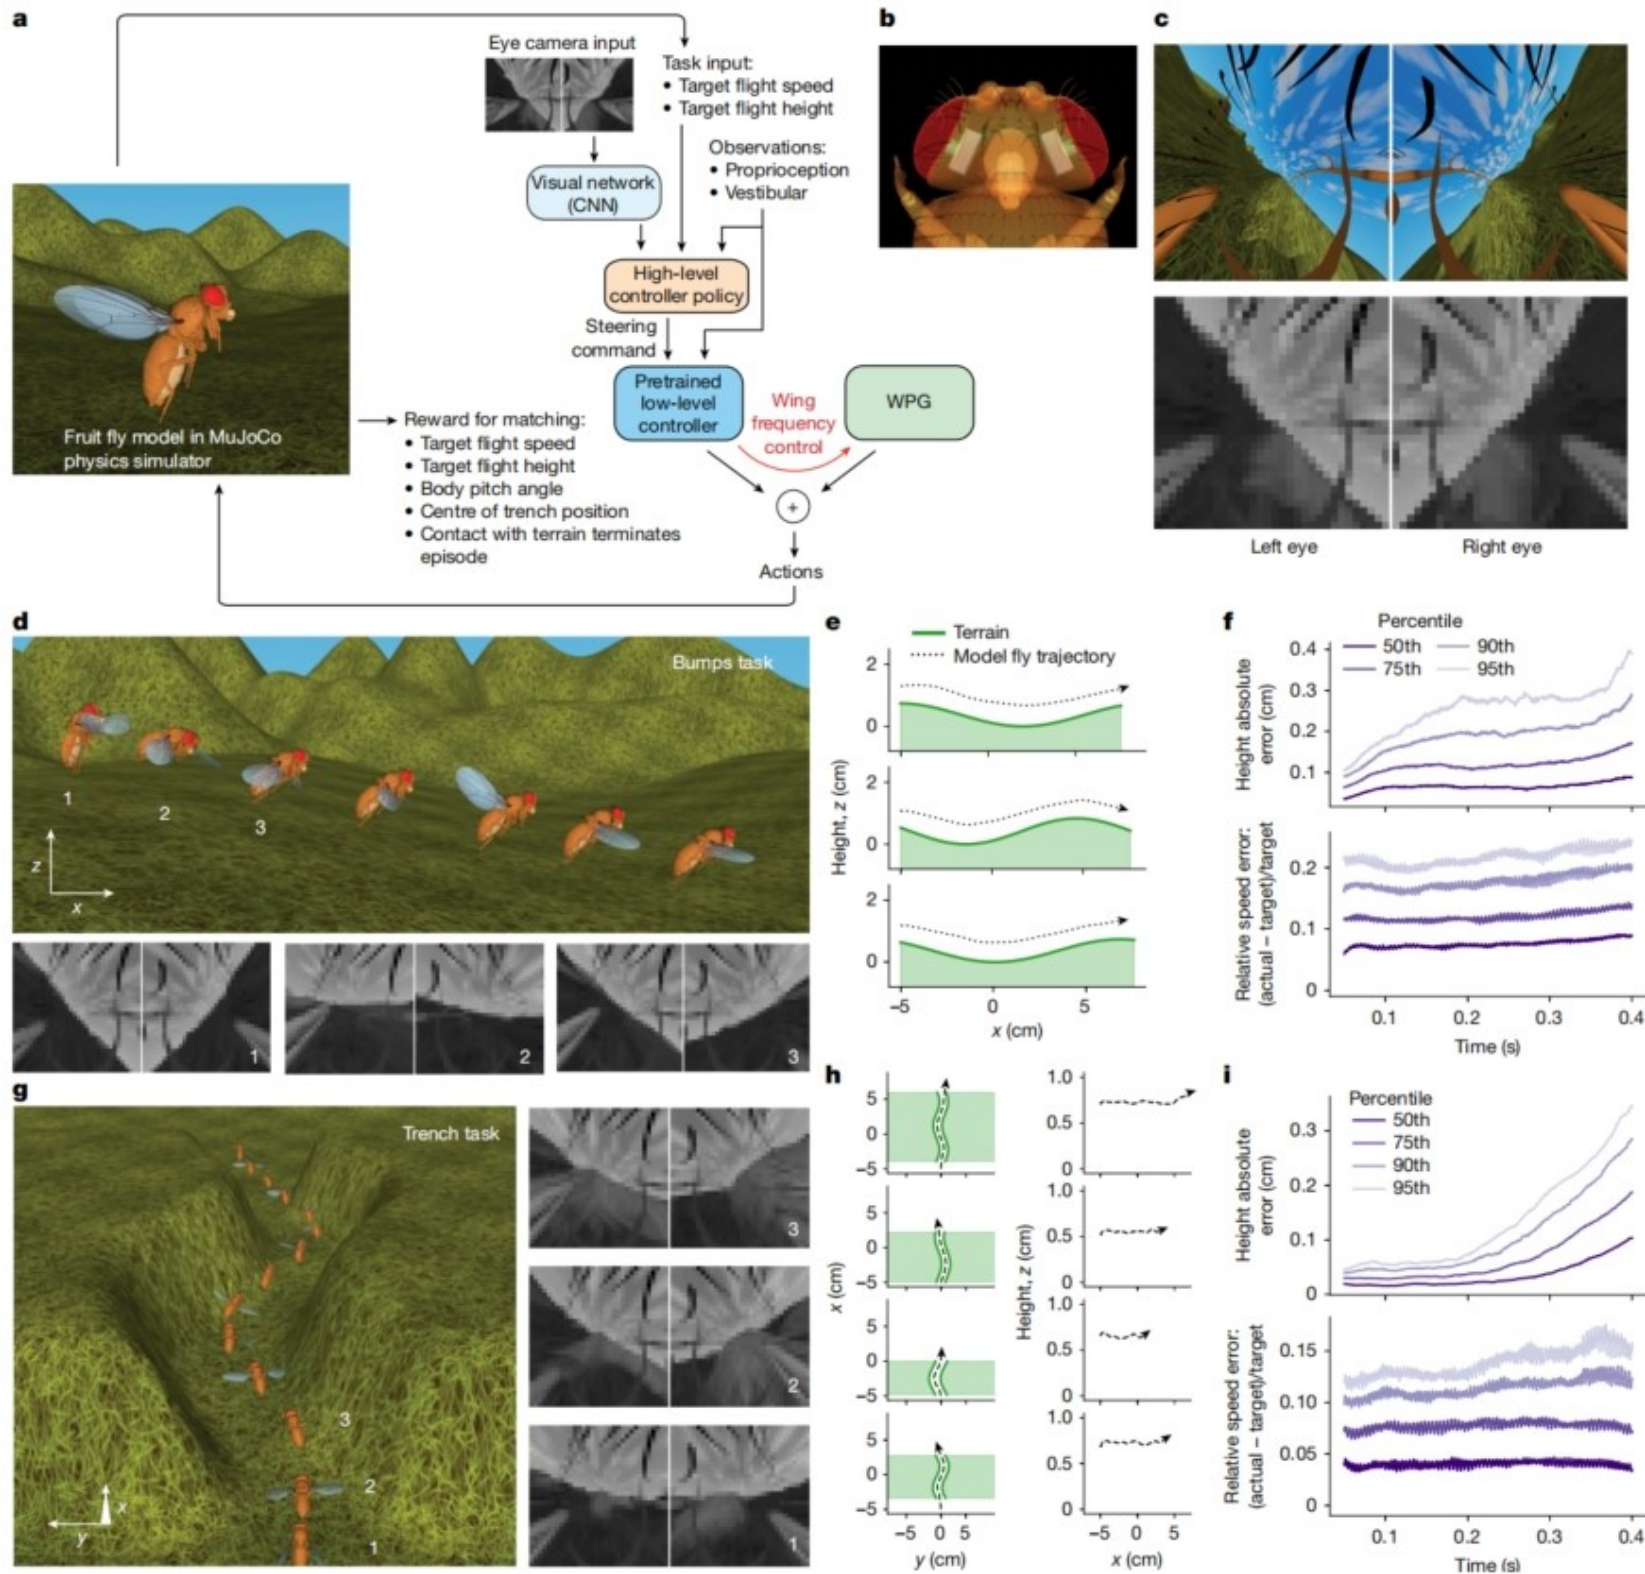 a
Eye camera input
Task input:
• Target flight speed
• Target flight height
Observations:
• Proprioception
• Vestibular
Visual network
(CNN)
High-level
controller policy
Steering
command
Pretrained
low-level
controller
Wing
frequency
control
WPG
+
Actions
Fruit fly model in MuJoCo
physics simulator
Reward for matching:
• Target flight speed
• Target flight height
• Body pitch angle
• Centre of trench position
• Contact with terrain terminates
episode
b
c
Left eye
Right eye
d
Bumps task
1
2
3
z
x
1
2
3
e
Terrain
Model fly trajectory
Height, z (cm)
2
0
2
0
2
0
−5
0
5
x (cm)
f
Percentile
50th
90th
75th
95th
Height absolute
error (cm)
0.4
0.3
0.2
0.1
Relative speed error:
(actual − target)/target
0.2
0.1
0
0.1
0.2
0.3
0.4
Time (s)
g
Trench task
3
2
1
x
y
3
2
1
h
x (cm)
5
0
−5
5
0
−5
5
0
−5
5
0
−5
−5
0
5
y (cm)
Height, z (cm)
1.0
0.5
0
1.0
0.5
0
1.0
0.5
0
1.0
0.5
0
−5
0
5
x (cm)
i
Percentile
50th
75th
90th
95th
Height absolute
error (cm)
0.3
0.2
0.1
0
Relative speed error:
(actual − target)/target
0.15
0.10
0.05
0
0.1
0.2
0.3
0.4
Time (s)